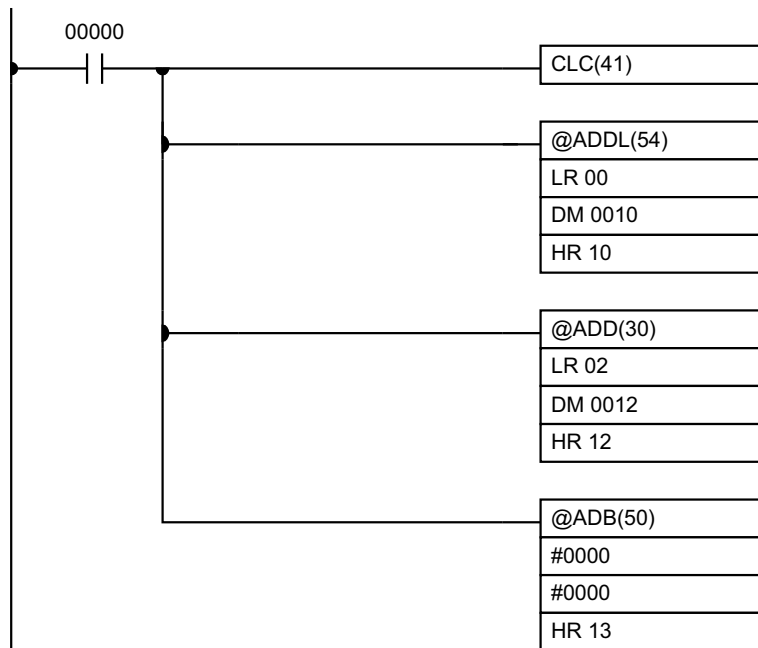 00000
CLC(41)
@ADDL(54)
LR 00
DM 0010
HR 10
@ADD(30)
LR 02
DM 0012
HR 12
@ADB(50)
#0000
#0000
HR 13